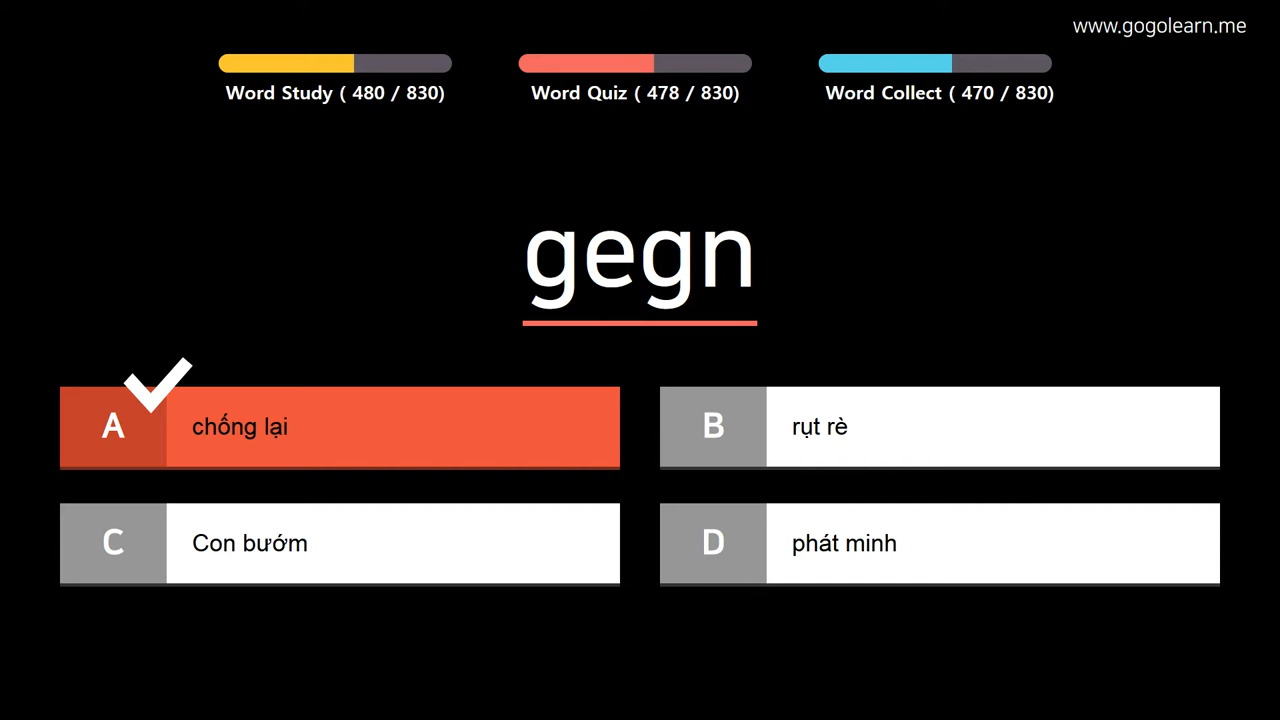 www.gogolearn.me
Word Study ( 480 / 830)
Word Quiz ( 478 / 830)
Word Collect ( 470 / 830)
gegn
A chống lại
B rụt rè
C Con bướm
D phát minh